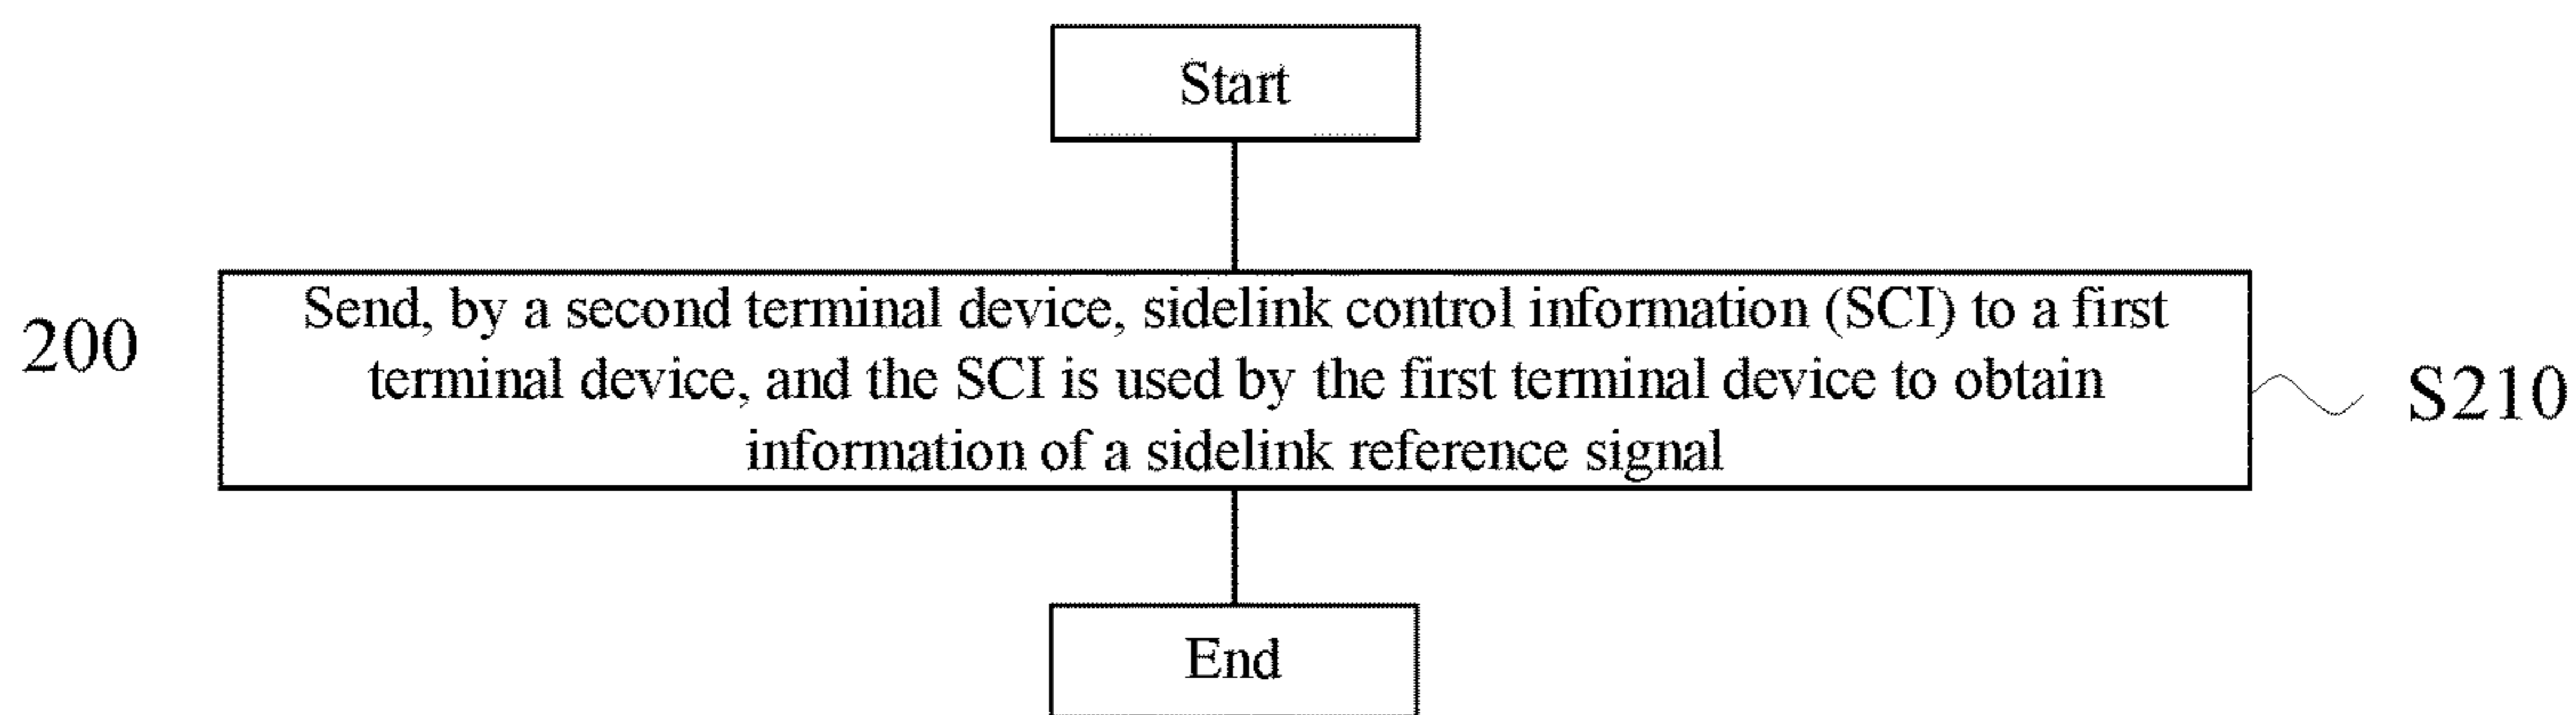 Start
200
Send, by a second terminal device, sidelink control information (SCI) to a first
terminal device, and the SCI is used by the first terminal device to obtain
information of a sidelink reference signal
S210
End